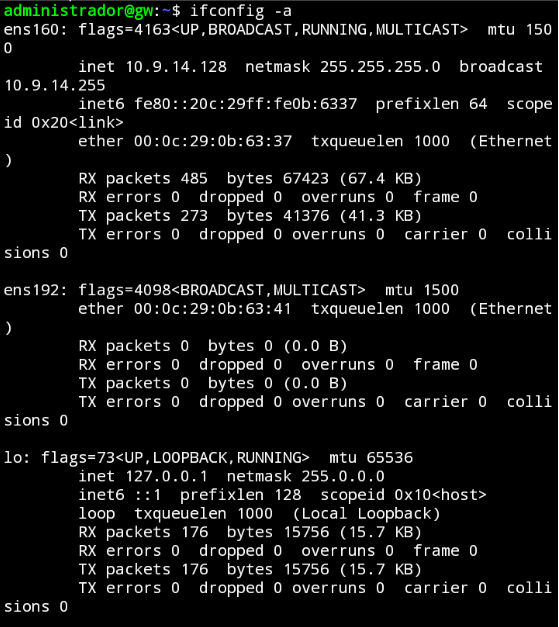 administrador@gw:~$ ifconfig -a
ens160: flags=4163<UP,BROADCAST,RUNNING,MULTICAST>  mtu 150
0
        inet 10.9.14.128  netmask 255.255.255.0  broadcast
10.9.14.255
        inet6 fe80::20c:29ff:fe0b:6337  prefixlen 64  scope
id 0x20<link>
        ether 00:0c:29:0b:63:37  txqueuelen 1000  (Ethernet
)
        RX packets 485  bytes 67423 (67.4 KB)
        RX errors 0  dropped 0  overruns 0  frame 0
        TX packets 273  bytes 41376 (41.3 KB)
        TX errors 0  dropped 0 overruns 0  carrier 0  colli
sions 0

ens192: flags=4098<BROADCAST,MULTICAST>  mtu 1500
        ether 00:0c:29:0b:63:41  txqueuelen 1000  (Ethernet
)
        RX packets 0  bytes 0 (0.0 B)
        RX errors 0  dropped 0  overruns 0  frame 0
        TX packets 0  bytes 0 (0.0 B)
        TX errors 0  dropped 0 overruns 0  carrier 0  colli
sions 0

lo: flags=73<UP,LOOPBACK,RUNNING>  mtu 65536
        inet 127.0.0.1  netmask 255.0.0.0
        inet6 ::1  prefixlen 128  scopeid 0x10<host>
        loop  txqueuelen 1000  (Local Loopback)
        RX packets 176  bytes 15756 (15.7 KB)
        RX errors 0  dropped 0  overruns 0  frame 0
        TX packets 176  bytes 15756 (15.7 KB)
        TX errors 0  dropped 0 overruns 0  carrier 0  colli
sions 0